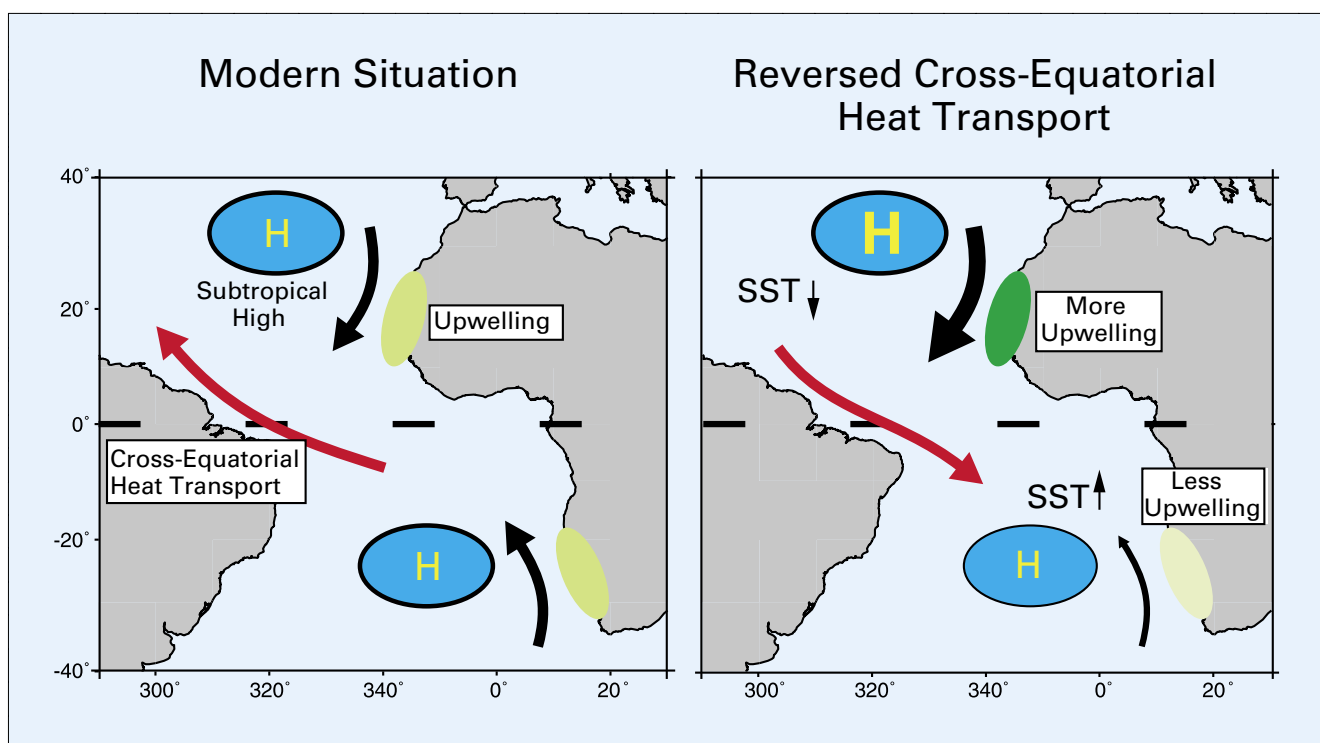 Modern Situation
Reversed Cross-Equatorial
Heat Transport
40°
20°
0°
-20°
-40°
300°
320°
340°
0°
20°
H
Subtropical
High
Upwelling
Cross-Equatorial
Heat Transport
H
H
SST
More
Upwelling
SST
Less
Upwelling
H
300°
320°
340°
0°
20°